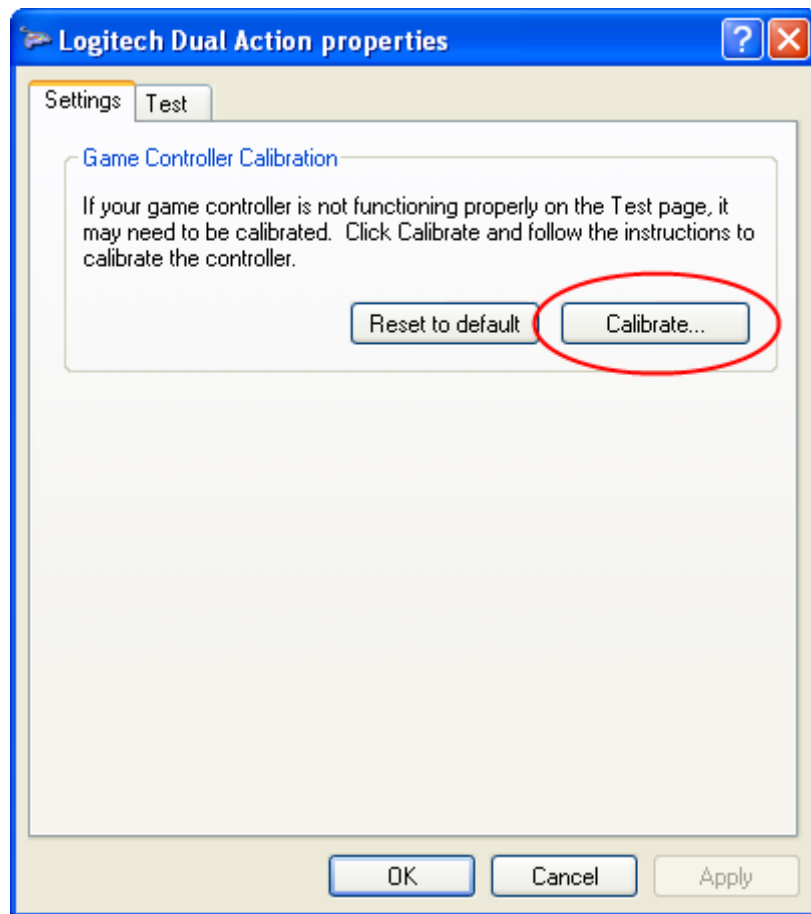 Logitech Dual Action properties
?
Settings Test
Game Controller Calibration
If your game controller is not functioning properly on the Test page, it
may need to be calibrated. Click Calibrate and follow the instructions to
calibrate the controller.
Reset to default Calibrate...
OK Cancel Apply